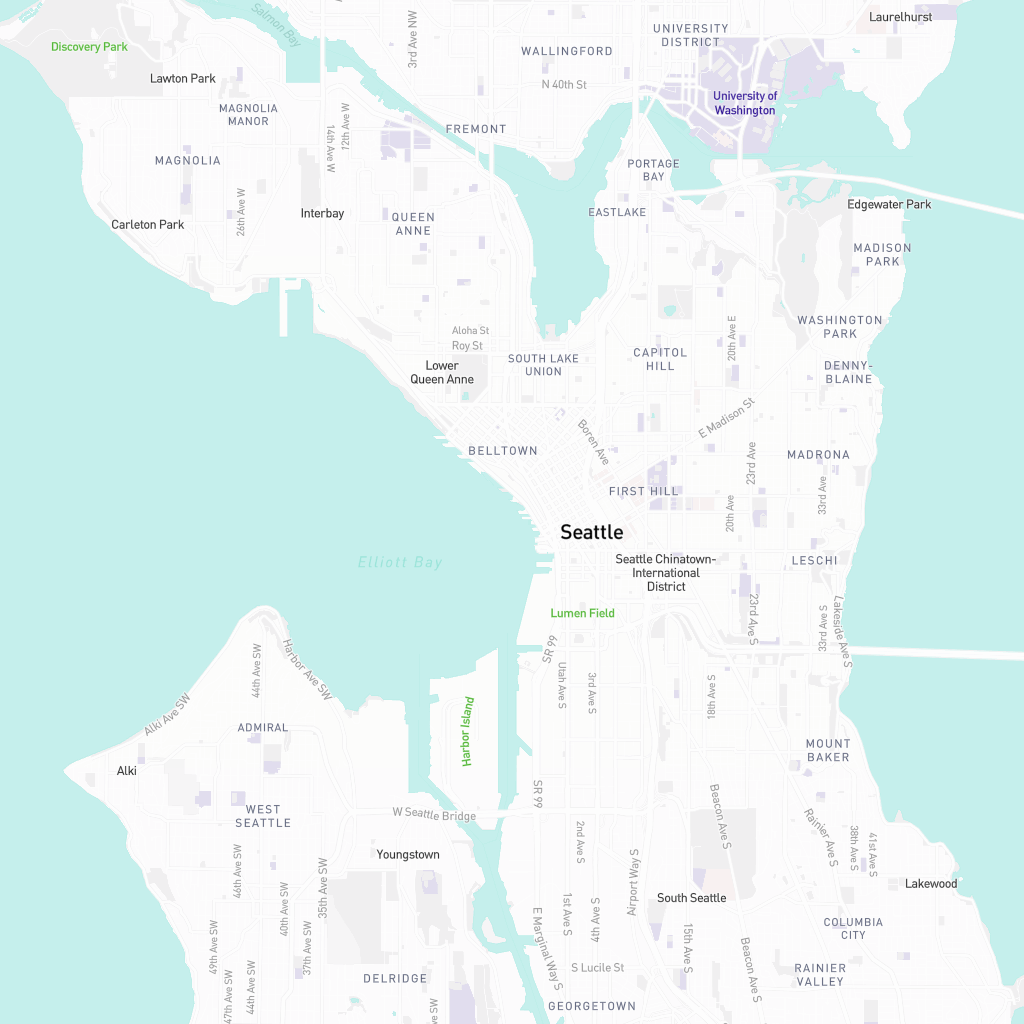 Salmon Bay
3rd Ave NW
Laurelhurst
UNIVERSITY
DISTRICT
Discovery Park
WALLINGFORD
Lawton Park
N 40th St
University of
Washington
MAGNOLIA
MANOR
14th Ave W
12th Ave W
FREMONT
MAGNOLIA
PORTAGE
BAY
26th Ave W
Interbay
EASTLAKE
Edgewater Park
Carleton Park
QUEEN
ANNE
MADISON
PARK
Aloha St
Roy St
20th Ave E
WASHINGTON
PARK
Lower
Queen Anne
SOUTH LAKE
UNION
CAPITOL
HILL
DENNY-
BLAINE
E Madison St
Boren Ave
BELLTOWN
23rd Ave
MADRONA
FIRST HILL
33rd Ave
20th Ave
Seattle
Elliott Bay
Seattle Chinatown-
International
District
LESCHI
Lumen Field
23rd Ave S
33rd Ave S
Lakeside Ave S
SR 99
44th Ave SW
Harbor Ave SW
Utah Ave S
3rd Ave S
18th Ave S
Alki Ave SW
ADMIRAL
Harbor Island
MOUNT
BAKER
Alki
SR 99
WEST
SEATTLE
W Seattle Bridge
Beacon Ave S
Rainier Ave S
2nd Ave S
38th Ave S
41st Ave S
Youngstown
46th Ave SW
35th Ave SW
Airport Way S
Lakewood
40th Ave SW
South Seattle
1st Ave S
4th Ave S
E Marginal Way S
COLUMBIA
CITY
49th Ave SW
37th Ave SW
15th Ave S
Beacon Ave S
S Lucile St
RAINIER
VALLEY
DELRIDGE
47th Ave SW
44th Ave SW
GEORGETOWN